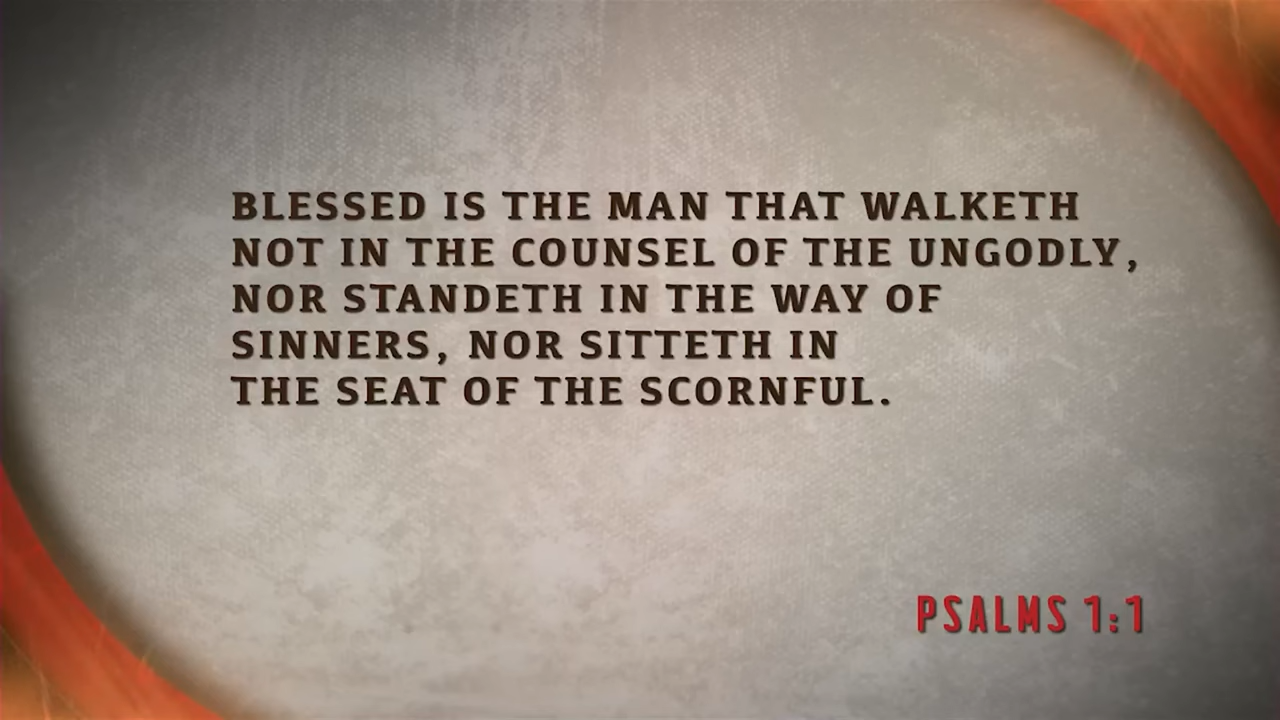 BLESSED IS THE MAN THAT WALKETH
NOT IN THE COUNSEL OF THE UNGODLY,
NOR STANDETH IN THE WAY OF
SINNERS, NOR SITTETH IN
THE SEAT OF THE SCORNFUL.
PSALMS 1:1